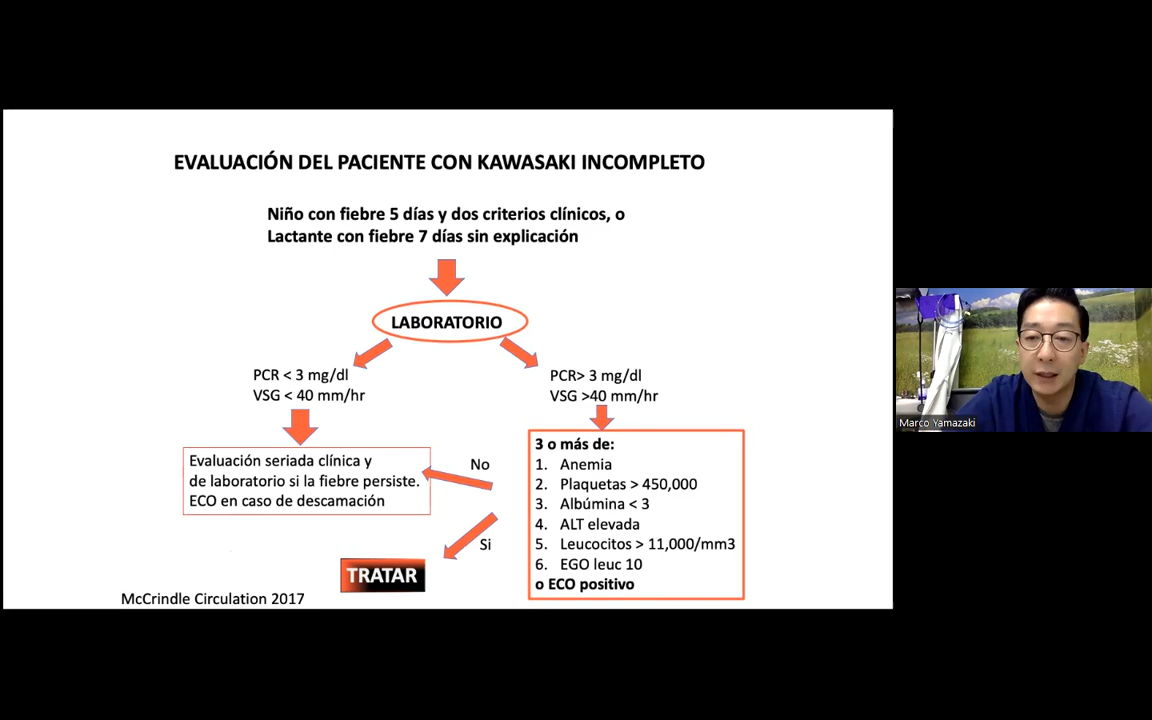 EVALUACIÓN DEL PACIENTE CON KAWASAKI INCOMPLETO
Niño con fiebre 5 días y dos criterios clínicos, o
Lactante con fiebre 7 días sin explicación
LABORATORIO
PCR < 3 mg/dl
VSG < 40 mm/hr
PCR> 3 mg/dl
VSG >40 mm/hr
Evaluación seriada clínica y
de laboratorio si la fiebre persiste.
ECO en caso de descamación
No
Si
3 o más de:
1. Anemia
2. Plaquetas > 450,000
3. Albúmina < 3
4. ALT elevada
5. Leucocitos > 11,000/mm3
6. EGO leuc 10
o ECO positivo
TRATAR
McCrindle Circulation 2017
Marco Yamazaki